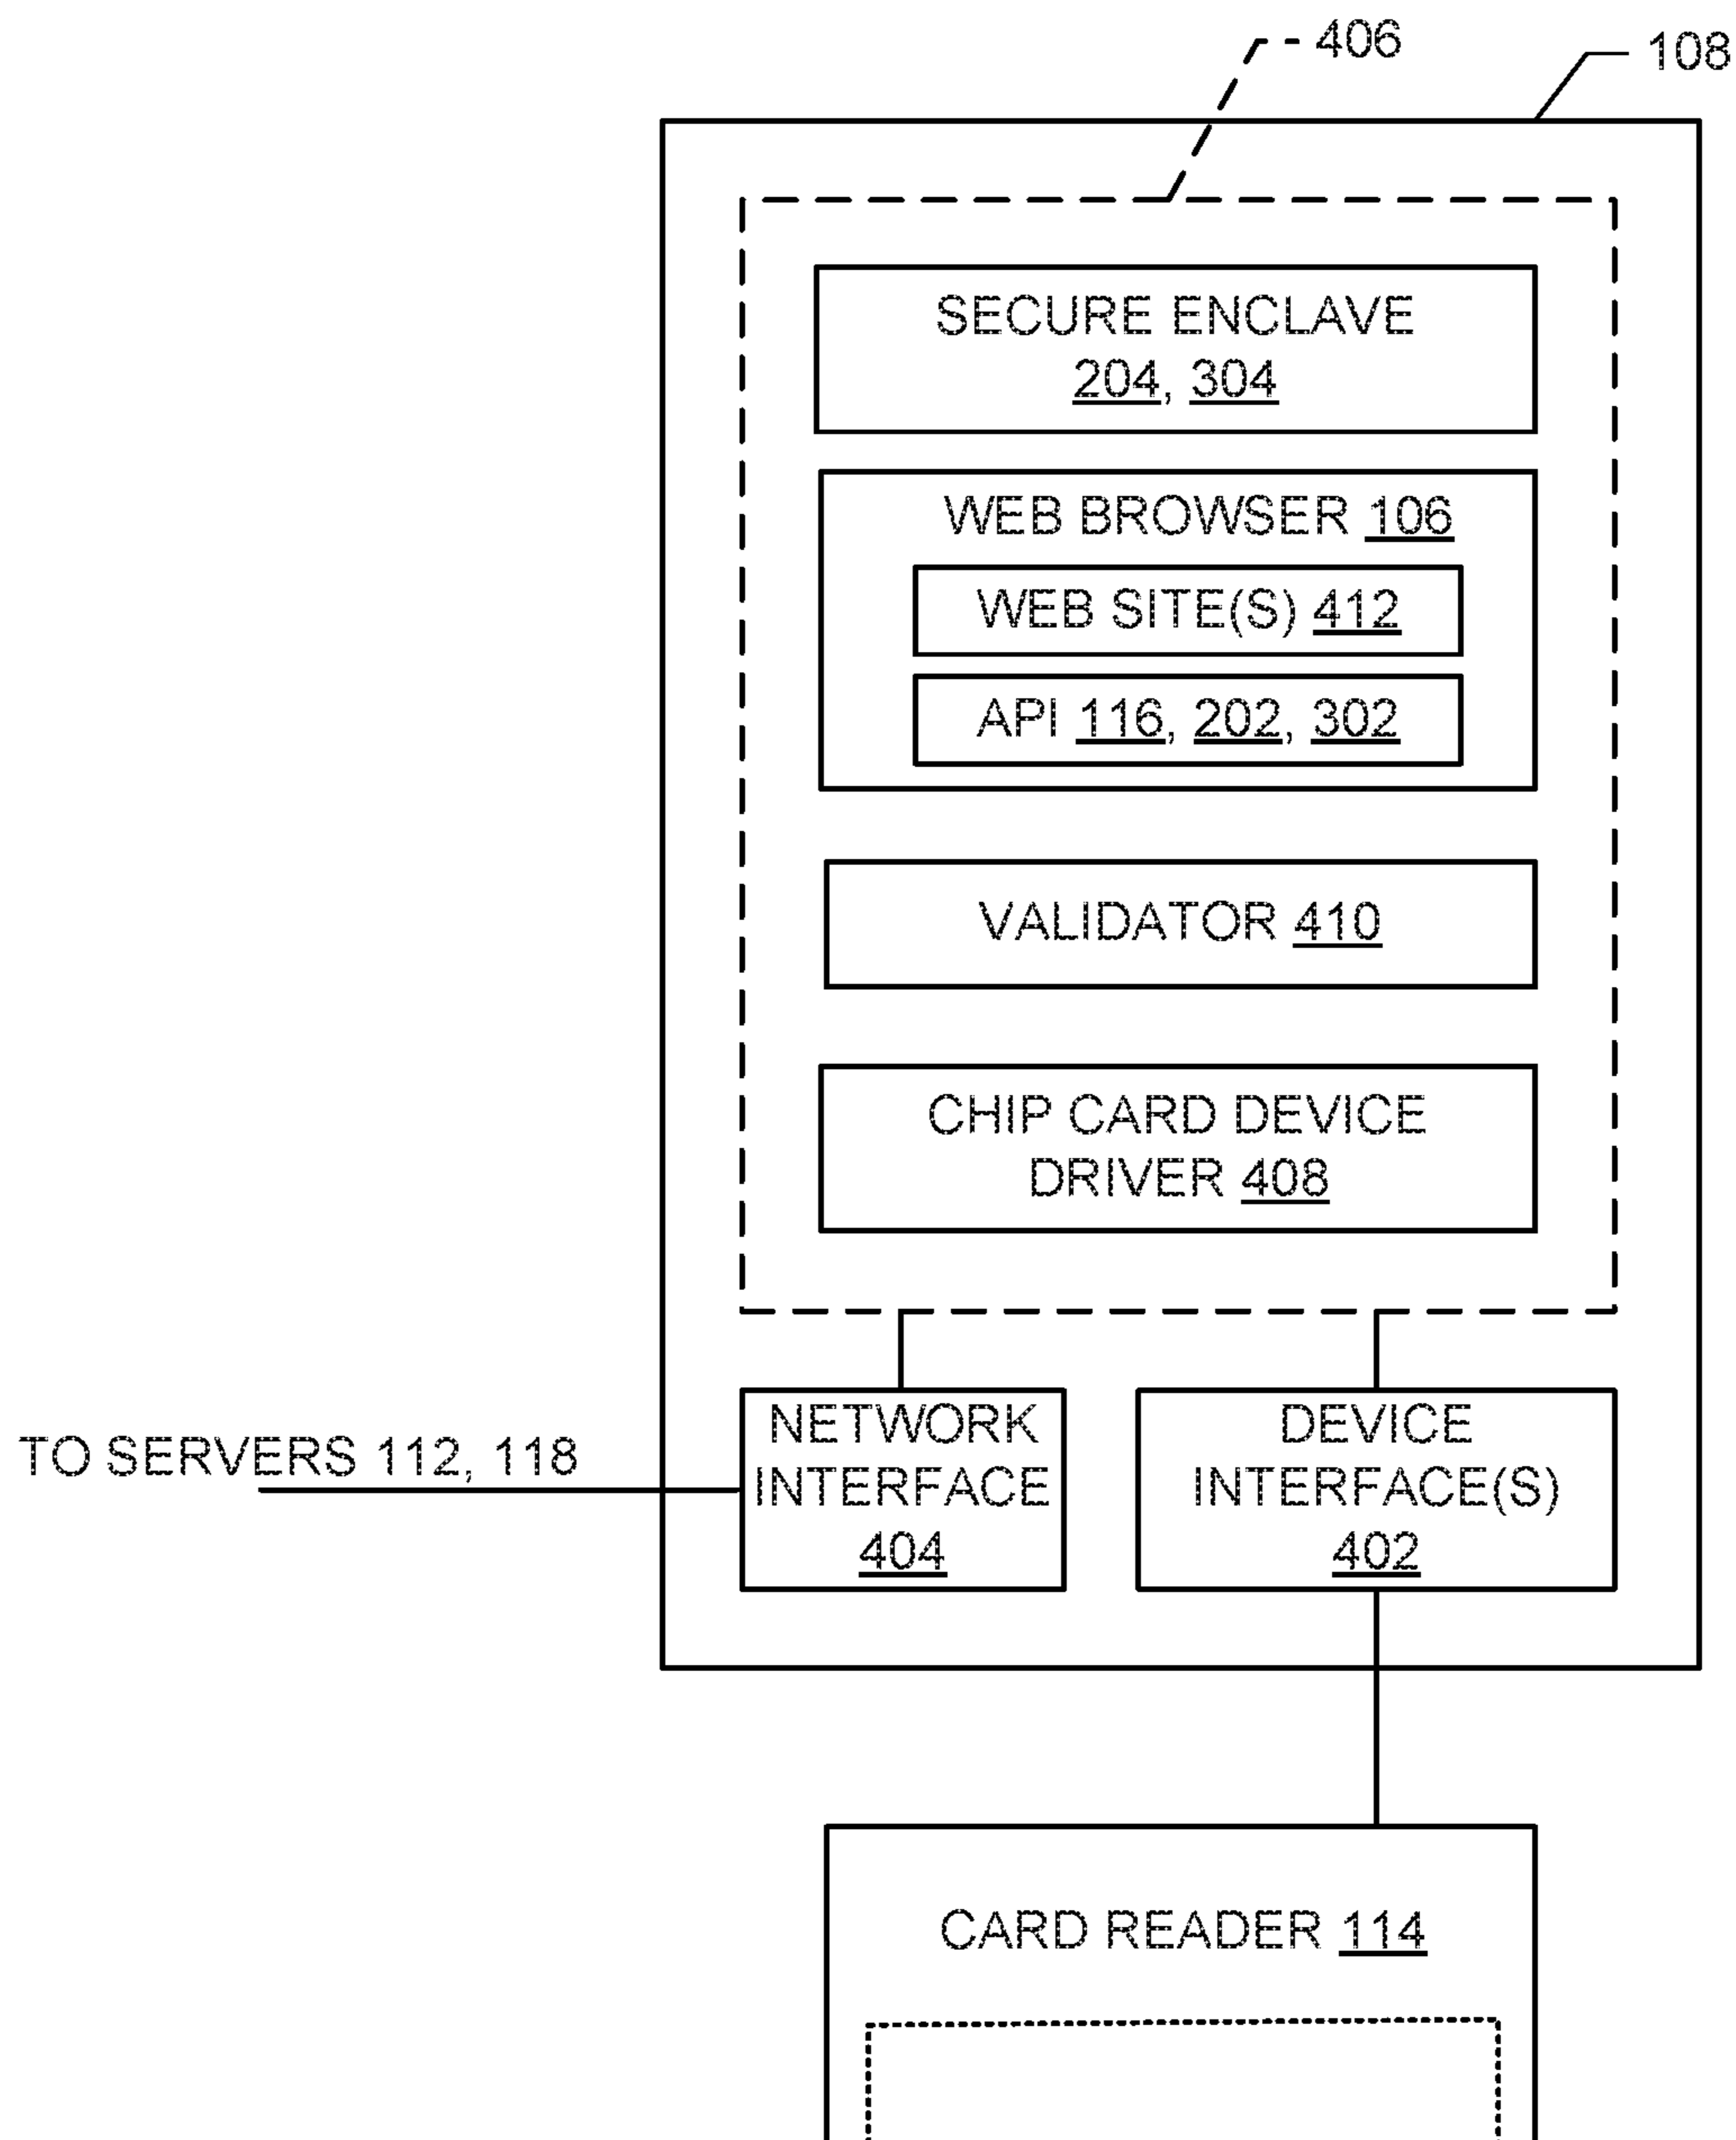 406
108
SECURE ENCLAVE
204, 304
WEB BROWSER 106
WEB SITE(S) 412
API 116, 202, 302
VALIDATOR 410
CHIP CARD DEVICE
DRIVER 408
TO SERVERS 112, 118
NETWORK
INTERFACE
404
DEVICE
INTERFACE(S)
402
CARD READER 114